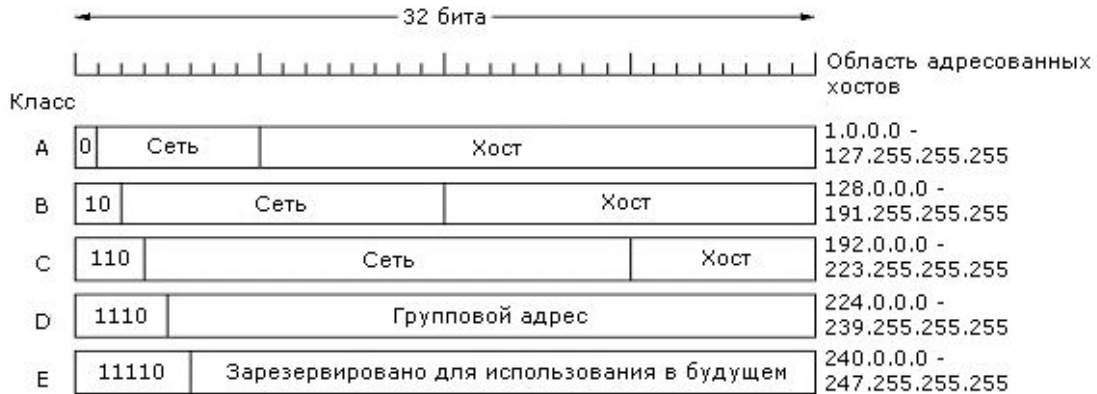 32 бита
Область адресованных
хостов
Класс
A 0 Сеть Хост 1.0.0.0 -
127.255.255.255
B 10 Сеть Хост 128.0.0.0 -
191.255.255.255
C 110 Сеть Хост 192.0.0.0 -
223.255.255.255
D 1110 Групповой адрес 224.0.0.0 -
239.255.255.255
E 11110 Зарезервировано для использования в будущем 240.0.0.0 -
247.255.255.255